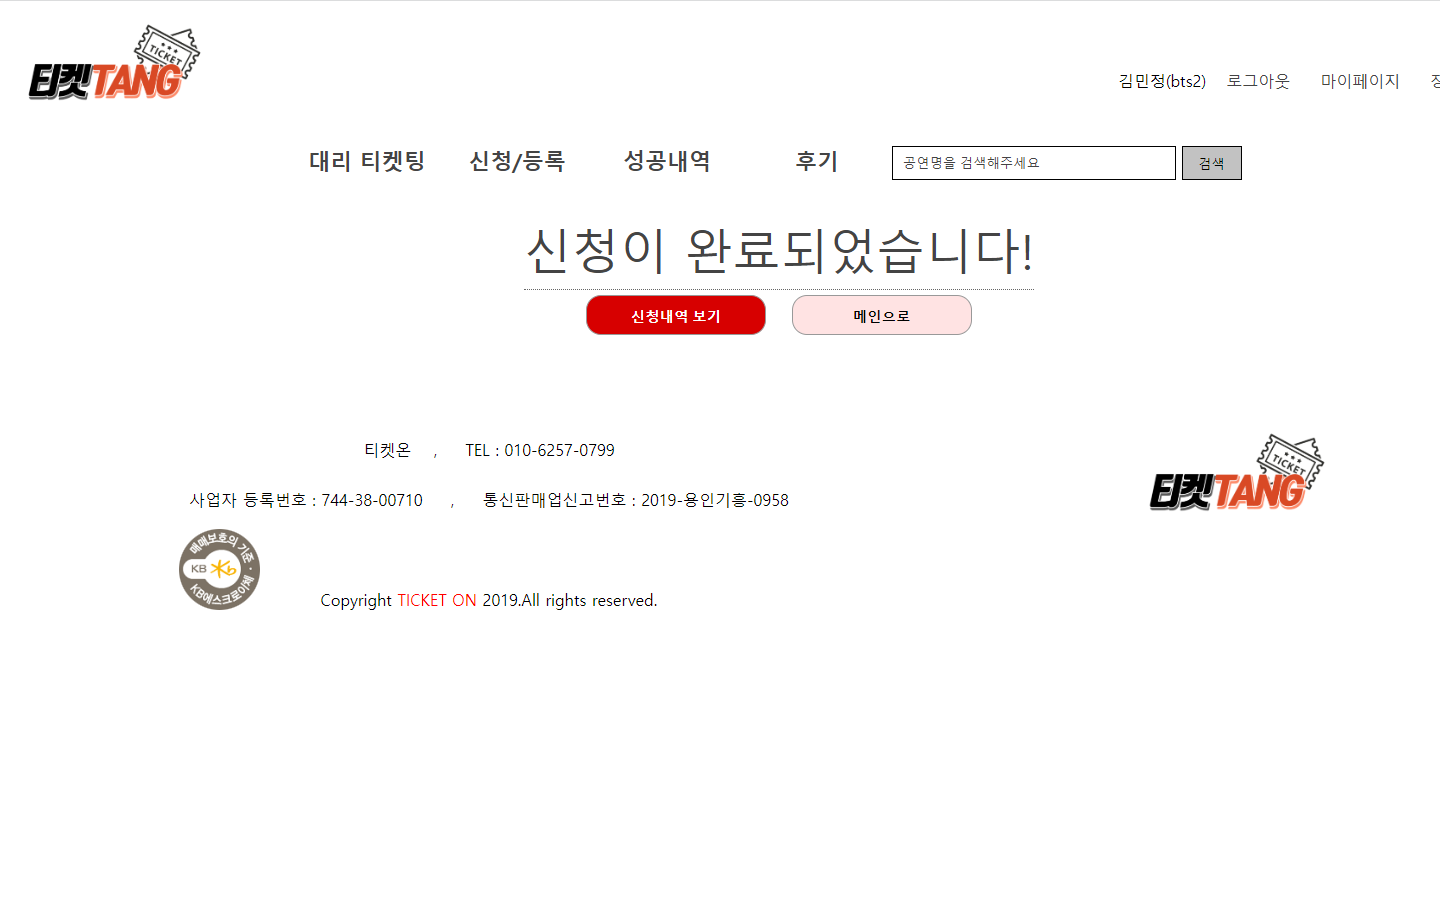 TICKET
티켓TANG
김민정(bts2) 로그아웃 마이페이지
대리 티켓팅 신청/등록 성공내역 후기 공연명을 검색해주세요 검색
신청이 완료되었습니다!
신청내역 보기 메인으로
티켓온 , TEL : 010-6257-0799
TICKET
티켓TANG
사업자 등록번호 : 744-38-00710 , 통신판매업신고번호 : 2019-용인기흥-0958
매매보호의 기준 ·
KB
KB에스크로이체
Copyright TICKET ON 2019.All rights reserved.